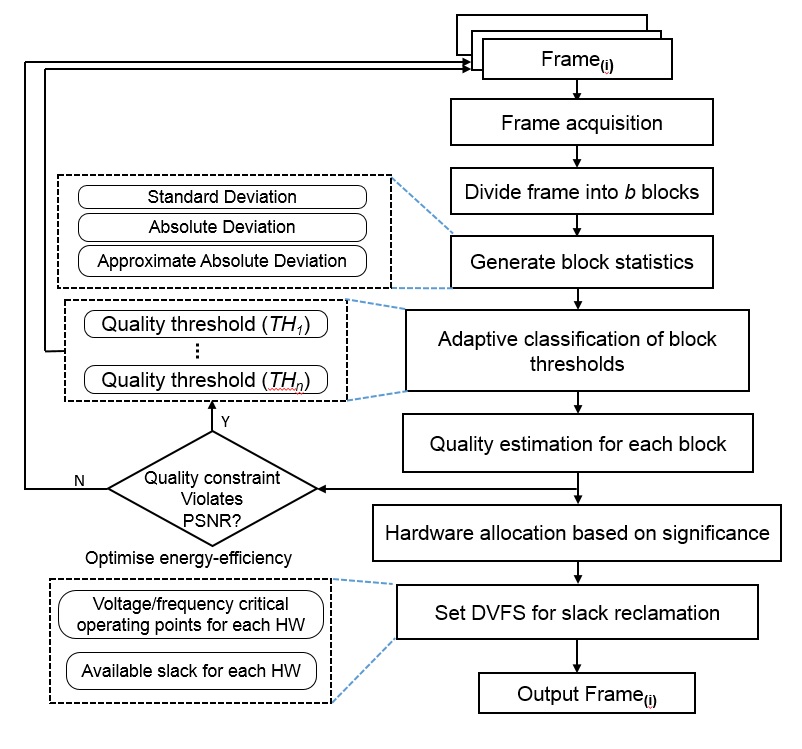 Frame(i)
Frame acquisition
Divide frame into b blocks
Standard Deviation
Absolute Deviation
Approximate Absolute Deviation
Generate block statistics
Quality threshold (TH1)
⋮
Quality threshold (THn)
Adaptive classification of block
thresholds
Y
Quality estimation for each block
N
Quality constraint
Violates
PSNR?
Hardware allocation based on significance
Optimise energy-efficiency
Voltage/frequency critical
operating points for each HW
Available slack for each HW
Set DVFS for slack reclamation
Output Frame(i)